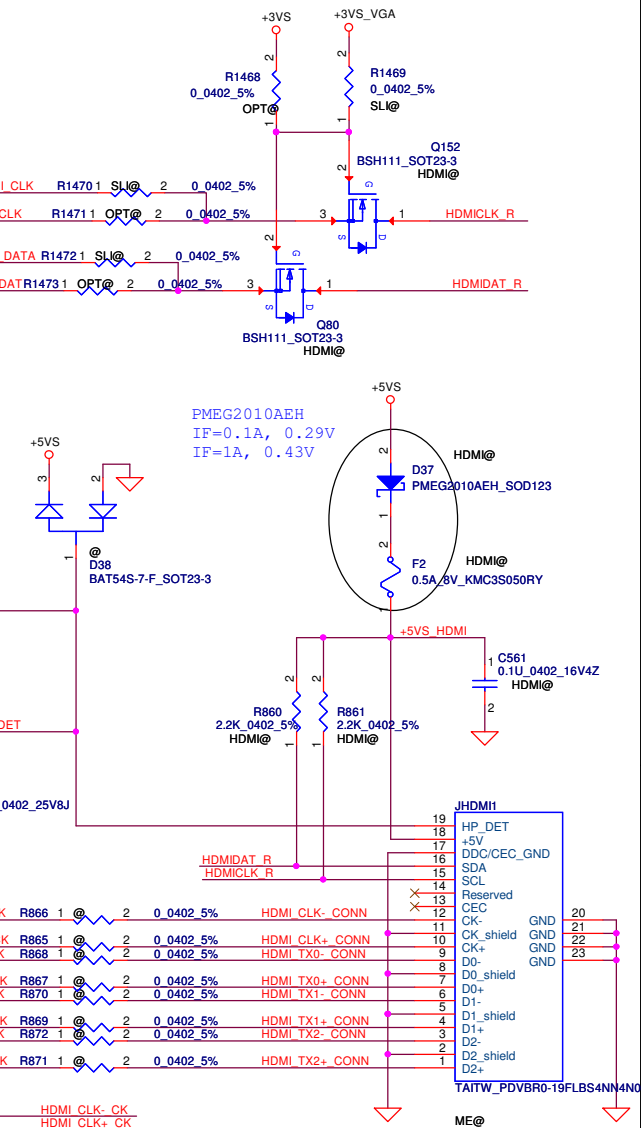 +3VS
+3VS_VGA
2
2
R1468
0_0402_5%
OPT@
R1469
0_0402_5%
SLI@
1
1
Q152
BSH111_SOT23-3
HDMI@
2
G
I_CLK R1470 1 SLI@ 2 0_0402_5%
CLK R1471 1 OPT@ 2 0_0402_5%
3
1
HDMICLK_R
S
D
_DATA R1472 1 SLI@ 2 0_0402_5%
2
G
DAT R1473 1 OPT@ 2 0_0402_5%
3
1
HDMIDAT_R
S
D
Q80
BSH111_SOT23-3
HDMI@
+5VS
PMEG2010AEH
IF=0.1A, 0.29V
IF=1A, 0.43V
+5VS
3
2
2
HDMI@
D37
PMEG2010AEH_SOD123
1
1
@
D38
BAT54S-7-F_SOT23-3
2
HDMI@
F2
0.5A_8V_KMC3S050RY
1
+5VS_HDMI
2
2
1
C561
0.1U_0402_16V4Z
HDMI@
2
R860
2.2K_0402_5%
HDMI@
R861
2.2K_0402_5%
HDMI@
1
1
DET
0402_25V8J
JHDMI1
19 HP_DET
18 +5V
17 DDC/CEC_GND
HDMIDAT_R 16 SDA
HDMICLK_R 15 SCL
14 Reserved
13 CEC
K R866 1 @ 2 0_0402_5% HDMI_CLK-_CONN 12 CK- GND 20
11 CK_shield GND 21
CK R865 1 @ 2 0_0402_5% HDMI_CLK+_CONN 10 CK+ GND 22
K R868 1 @ 2 0_0402_5% HDMI_TX0-_CONN 9 D0- GND 23
8 D0_shield
K R867 1 @ 2 0_0402_5% HDMI_TX0+_CONN 7 D0+
K R870 1 @ 2 0_0402_5% HDMI_TX1-_CONN 6 D1-
5 D1_shield
K R869 1 @ 2 0_0402_5% HDMI_TX1+_CONN 4 D1+
K R872 1 @ 2 0_0402_5% HDMI_TX2-_CONN 3 D2-
2 D2_shield
K R871 1 @ 2 0_0402_5% HDMI_TX2+_CONN 1 D2+
TAITW_PDVBR0-19FLBS4NN4N0
HDMI_CLK-_CK
HDMI_CLK+_CK
ME@